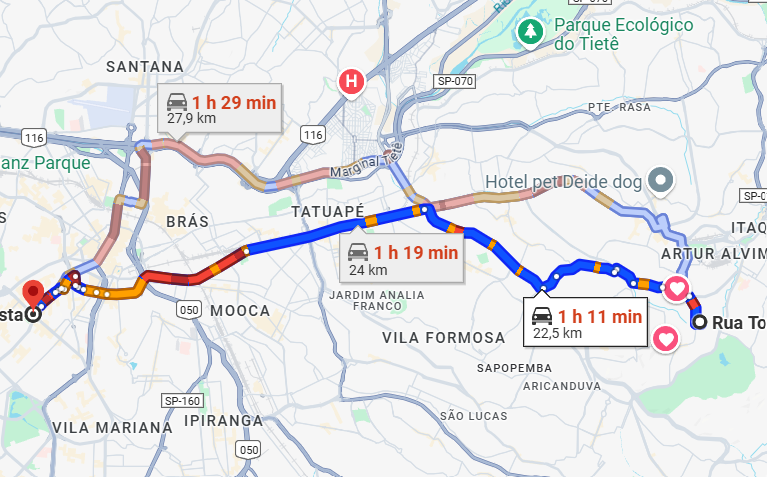 SP-070
Parque Ecológico
do Tietê
SANTANA
H
SP-070
1 h 29 min
27,9 km
PTE. RASA
116
116
anz Parque
Marginal Tietê
Hotel pet Deide dog
SP-0
TATUAPÉ
BRÁS
ITAQ
1 h 19 min
24 km
ARTUR ALVIM
JARDIM ANALIA
FRANCO
sta
050
MOOCA
1 h 11 min
22,5 km
Rua To
VILA FORMOSA
SAPOPEMBA
ARICANDUVA
SP-160
SÃO LUCAS
VILA MARIANA
IPIRANGA
050